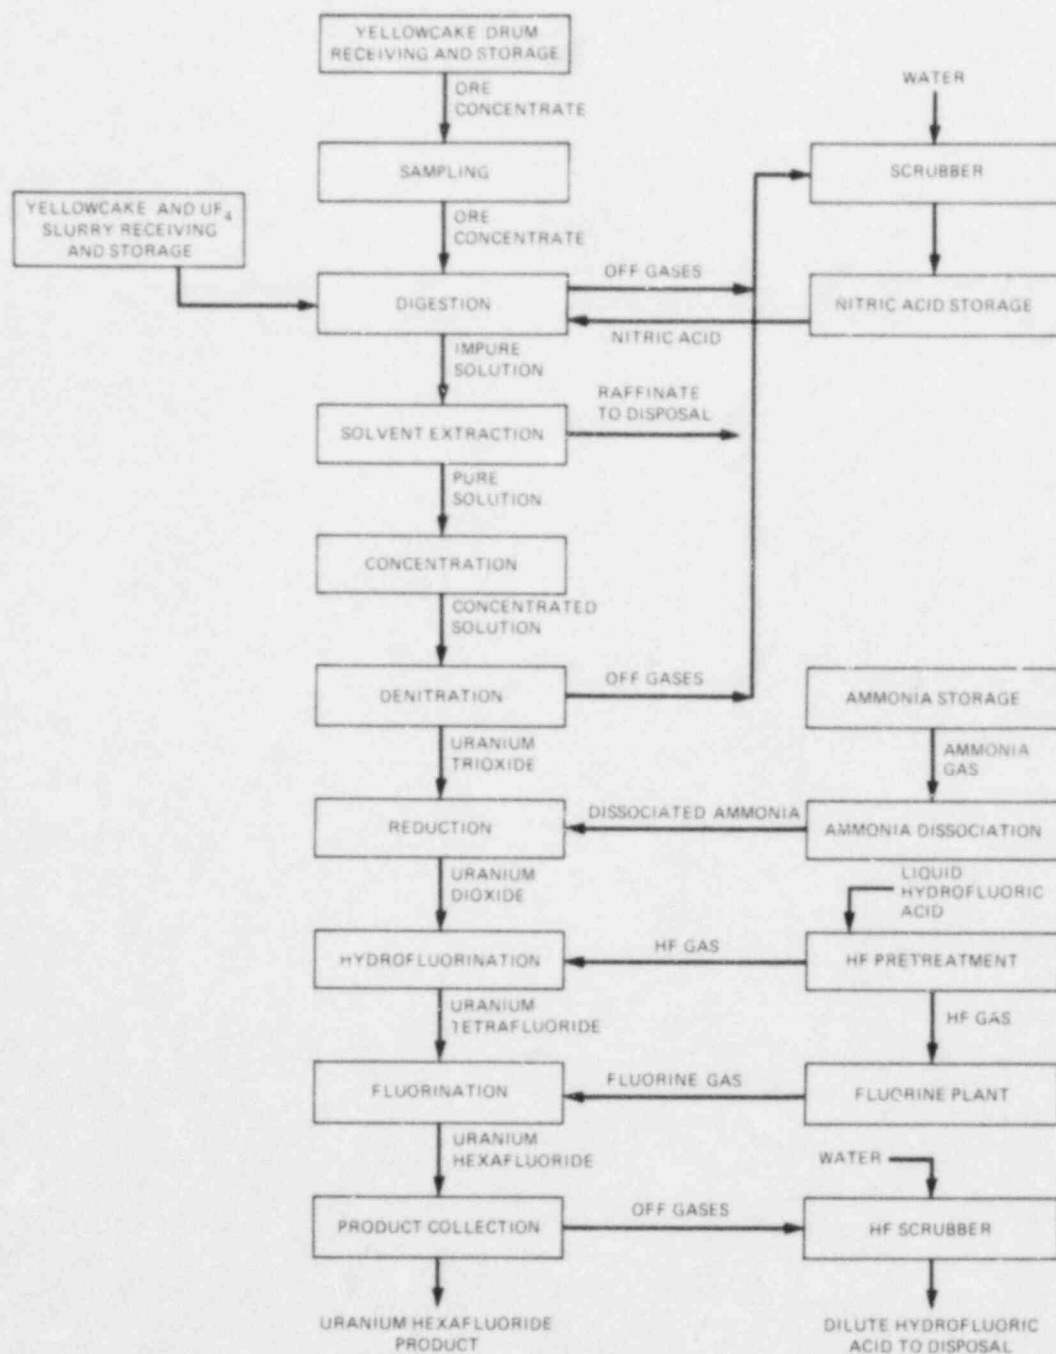 YELLOWCAKE DRUM
RECEIVING AND STORAGE
ORE
CONCENTRATE
WATER
SAMPLING
SCRUBBER
YELLOWCAKE AND UF4
SLURRY RECEIVING
AND STORAGE
ORE
CONCENTRATE
DIGESTION
OFF GASES
NITRIC ACID
NITRIC ACID STORAGE
IMPURE
SOLUTION
RAFFINATE
TO DISPOSAL
SOLVENT EXTRACTION
PURE
SOLUTION
CONCENTRATION
CONCENTRATED
SOLUTION
DENITRATION
OFF GASES
AMMONIA STORAGE
URANIUM
TRIOXIDE
AMMONIA
GAS
REDUCTION
DISSOCIATED AMMONIA
AMMONIA DISSOCIATION
URANIUM
DIOXIDE
LIQUID
HYDROFLUORIC
ACID
HYDROFLUORINATION
HF GAS
HF PRETREATMENT
URANIUM
TETRAFLUORIDE
HF GAS
FLUORINATION
FLUORINE GAS
FLUORINE PLANT
URANIUM
HEXAFLUORIDE
WATER
PRODUCT COLLECTION
OFF GASES
HF SCRUBBER
URANIUM HEXAFLUORIDE
PRODUCT
DILUTE HYDROFLUORIC
ACID TO DISPOSAL